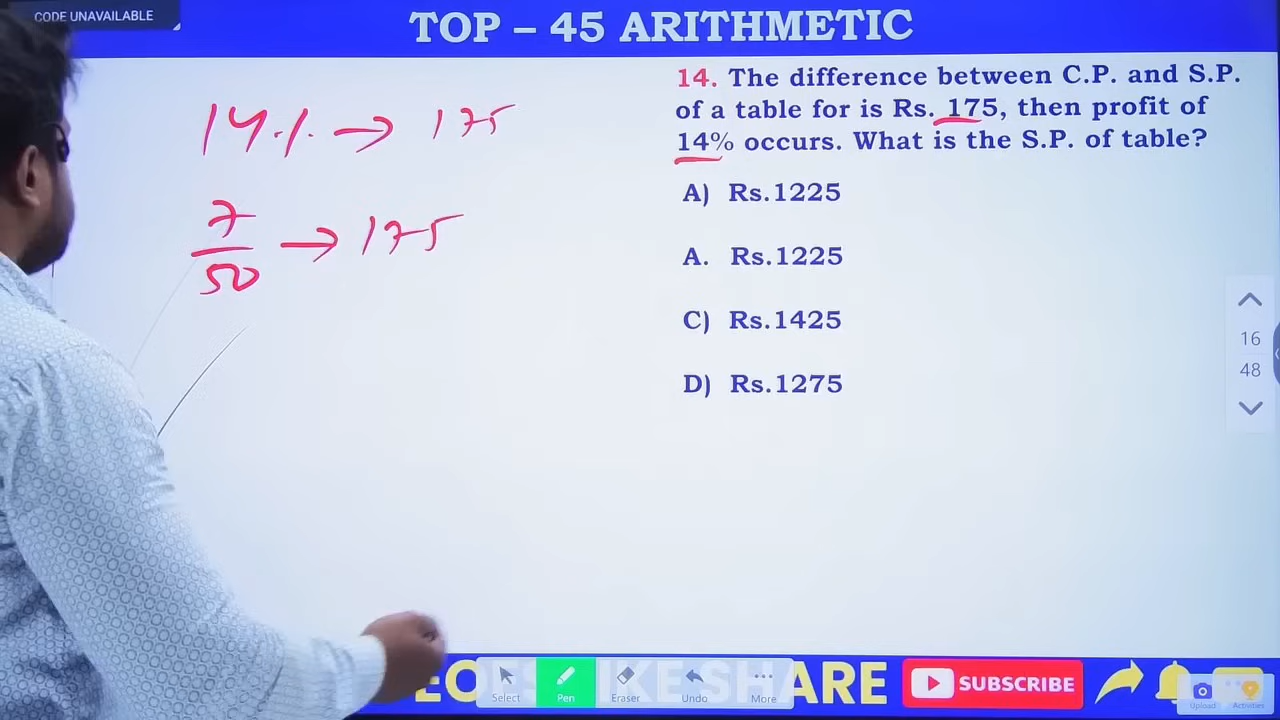 CODE UNAVAILABLE
TOP – 45 ARITHMETIC
14% → 175
7/50 → 175
14. The difference between C.P. and S.P.
of a table for is Rs. 175, then profit of
14% occurs. What is the S.P. of table?
A) Rs.1225
A. Rs.1225
C) Rs.1425
D) Rs.1275
16
48
SUBSCRIBE
Select
Pen
Eraser
Undo
More
Upload
Activities